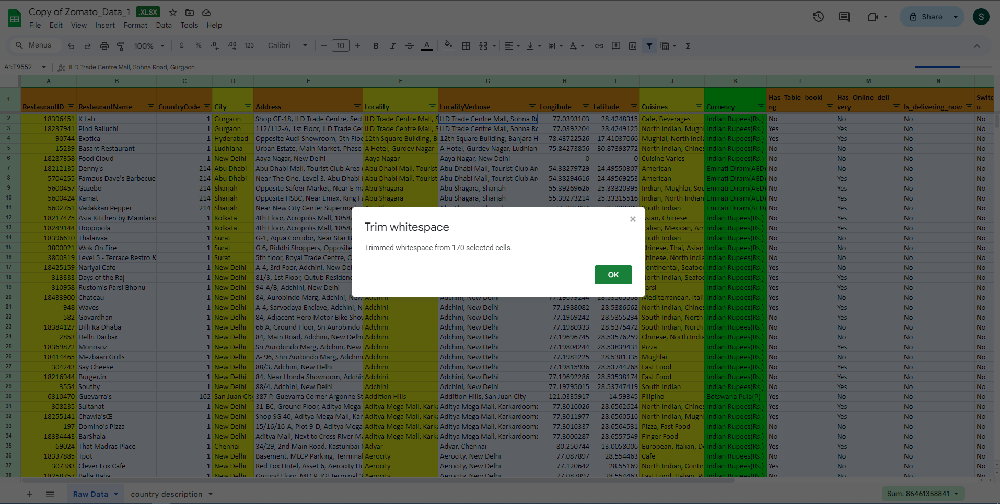 Copy of Zomato_Data_1 .XLSX
File Edit View Insert Format Data Tools Help
Share
S
Menus 100% £ % .0 .00 123 Calibri 10 B I A
A1:T9552 fx ILD Trade Centre Mall, Sohna Road, Gurgaon
A B C D E F G H I J K L M N
1 RestaurantID RestaurantName CountryCode City Address Locality LocalityVerbose Longitude Latitude Cuisines Currency Has_Table_booking Has_Online_delivery Is_delivering_now Switc u
2 18396451 K Lab 1 Gurgaon Shop GF-18, ILD Trade Centre, Sect ILD Trade Centre Mall, S ILD Trade Centre Mall, Sohna Ro 77.0393103 28.4248315 Cafe, Beverages Indian Rupees(Rs.) No No No No
3 18237941 Pind Balluchi 1 Gurgaon 112/112-A, 1st Floor, ILD Trade Cer ILD Trade Centre Mall, S ILD Trade Centre Mall, Sohna Ro 77.0392204 28.4249125 North Indian, Mughl Indian Rupees(Rs.) Yes Yes No No
4 90744 Exotica 1 Hyderabad Opposite Audi Showroom, 5th Floo 12th Square Building, B 12th Square Building, Banjara H 78.43722526 17.41037066 Mughlai, North India Indian Rupees(Rs.) Yes Yes No No
5 15239 Basant Restaurant 1 Ludhiana Urban Estate, Main Market, Phase A Hotel, Gurdev Nagar A Hotel, Gurdev Nagar, Ludhian 75.84273856 30.87398772 North Indian, Chines Indian Rupees(Rs.) No No No No
6 18287358 Food Cloud 1 New Delhi Aaya Nagar, New Delhi Aaya Nagar Aaya Nagar, New Delhi 0 0 Cuisine Varies Indian Rupees(Rs.) No No No No
7 18212135 Denny's 214 Abu Dhabi Abu Dhabi Mall, Tourist Club Area Abu Dhabi Mall, Tourist Abu Dhabi Mall, Tourist Club Ar 54.38279729 24.49550307 American Emirati Diram(AED) No No No No
8 5704255 Famous Dave's Barbecue 214 Abu Dhabi Near The One, Level 3, Abu Dhabi Abu Dhabi Mall, Tourist Abu Dhabi Mall, Tourist Club Ar 54.38294616 24.49569253 American Emirati Diram(AED) No Yes No No
9 5600457 Gazebo 214 Sharjah Opposite Safeer Market, Near E ma Abu Shagara Abu Shagara, Sharjah 55.39269626 25.33320395 Indian, Mughlai, Sou Emirati Diram(AED) No Yes No No
10 5600424 Kamat 214 Sharjah Opposite HSBC, Near Emax, King Fa Abu Shagara Abu Shagara, Sharjah 55.39273214 25.33315516 Indian, North Indian Emirati Diram(AED) No Yes No No
11 5602751 Vadakkan Pepper 214 Sharjah Near New City Center Superma South Indian Emirati Diram(AED) No Yes No No
12 18217475 Asia Kitchen by Mainland 1 Kolkata 4th Floor, Acropolis Mall, 1858/ Asian, Chinese Indian Rupees(Rs.) No No No No
13 18249144 Hoppipola 1 Kolkata 4th Floor, Acropolis Mall, 1858/ talian, Mexican, Am Indian Rupees(Rs.) No Yes No No
14 18396610 Thalaivaa 1 Surat G-1, Aqua Corridor, Near Star B outh Indian Indian Rupees(Rs.) No No No No
15 3800021 Wok On Fire 1 Surat G 6, Riddhi Shoppers, Opposite hinese, Thai, Asian Indian Rupees(Rs.) No No No No
16 3800319 Level 5 - Terrace Restro & 1 Surat 5th floor, Royal Trade Centre, O hinese, North India Indian Rupees(Rs.) No No No No
17 18425159 Nariyal Cafe 1 New Delhi A-4, 3rd Foor, Adchini, New Del ontinental, Seafood Indian Rupees(Rs.) Yes No No No
18 313333 Days of the Raj 1 New Delhi 81/3, 1st Floor, Qutub Residenc orth Indian, Seafoo Indian Rupees(Rs.) Yes Yes No No
19 310958 Rustom's Parsi Bhonu 1 New Delhi 94-A/B, Adchini, New Delhi arsi Indian Rupees(Rs.) Yes Yes No No
20 18433900 Chateau 1 New Delhi 84, Aurobindo Marg, Adchini, New Adchini Adchini, New Delhi Mediterranean, Itali Indian Rupees(Rs.) Yes No No No
21 948 Waves 1 New Delhi A-4, Sarvodaya Enclave, Adchini, N Adchini Adchini, New Delhi 77.1988082 28.5386662 North Indian, Chines Indian Rupees(Rs.) Yes Yes No No
22 582 Govardhan 1 New Delhi 84, Adjacent Hero Motor Bike Show Adchini Adchini, New Delhi 77.1969242 28.5355234 South Indian, North Indian Rupees(Rs.) No Yes No No
23 18384127 Dilli Ka Dhaba 1 New Delhi 66 A, Ground Floor, Sri Aurobindo Adchini Adchini, New Delhi 77.1980333 28.5375472 South Indian, North Indian Rupees(Rs.) No No No No
24 2853 Delhi Darbar 1 New Delhi 84, Main Road, Adchini, New Delhi Adchini Adchini, New Delhi 77.19696745 28.53576259 Chinese, North India Indian Rupees(Rs.) No No No No
25 18369872 Monosoz 1 New Delhi Sri Aurobindo Marg, Adchini, New Adchini Adchini, New Delhi 77.19804244 28.53839431 Pizza Indian Rupees(Rs.) No Yes No No
26 18414465 Mezbaan Grills 1 New Delhi A- 96, Shri Aurbindo Marg, Adchini Adchini Adchini, New Delhi 77.1981225 28.5381335 Mughlai Indian Rupees(Rs.) No No No No
27 304243 Say Cheese 1 New Delhi 88/3, Adchini, New Delhi Adchini Adchini, New Delhi 77.19815936 28.53744768 Fast Food Indian Rupees(Rs.) No Yes No No
28 18216944 Burger.in 1 New Delhi 84, Near Honda Showroom, Adchin Adchini Adchini, New Delhi 77.19692286 28.53538174 Fast Food Indian Rupees(Rs.) No Yes No No
29 3554 Southy 1 New Delhi 88/4, Adchini, New Delhi Adchini Adchini, New Delhi 77.19795015 28.53747419 South Indian Indian Rupees(Rs.) No Yes No No
30 6310470 Guevarra's 162 San Juan City 387 P. Guevarra Corner Argonne St Addition Hills Addition Hills, San Juan City 121.0335917 14.59345 Filipino Botswana Pula(P) Yes No No No
31 308235 Sultanat 1 New Delhi 31-BC, Ground Floor, Aditya Mega Aditya Mega Mall, Karka Aditya Mega Mall, Karkardooma 77.3016026 28.6562624 North Indian, Chines Indian Rupees(Rs.) Yes Yes No No
32 18255141 Chawla'sŒ_ 1 New Delhi Shop SG 40, Aditya Mega Mall, Kar Aditya Mega Mall, Karka Aditya Mega Mall, Karkardooma 77.3011977 28.6560516 North Indian, Mughl Indian Rupees(Rs.) Yes Yes No No
33 197 Domino's Pizza 1 New Delhi 15/16/16-A, Plot 9-D, Aditya Mega Aditya Mega Mall, Karka Aditya Mega Mall, Karkardooma 77.3016337 28.6564531 Pizza, Fast Food Indian Rupees(Rs.) No Yes No No
34 18334443 BarShala 1 New Delhi Aditya Mall, Next to Cross River Ma Aditya Mega Mall, Karka Aditya Mega Mall, Karkardooma 77.3006287 28.6557549 Finger Food Indian Rupees(Rs.) No No No No
35 69024 That Madras Place 1 Chennai 34/29, 2nd Main Road, Kasturibai Adyar Adyar, Chennai 80.250744 13.0058006 European, Italian, De Indian Rupees(Rs.) Yes Yes No No
36 18337885 Tpot 1 New Delhi Basement, MLCP Parking, Terminal Aerocity Aerocity, New Delhi 77.087897 28.554463 Cafe Indian Rupees(Rs.) No No No No
37 307383 Clever Fox Cafe 1 New Delhi Red Fox Hotel, Asset 6, Aerocity Ho Aerocity Aerocity, New Delhi 77.120642 28.55169 North Indian, Contin Indian Rupees(Rs.) Yes No No No
38 18258757 Bella Italia 1 New Delhi Ground Floor, MLCP, IGI Terminal 3 Aerocity Aerocity, New Delhi 77.087897 28.554463 Fast Food, Italian, Pi Indian Rupees(Rs.) No No No No
Trim whitespace
Trimmed whitespace from 170 selected cells.
OK
Raw Data country description
Sum: 86461358841